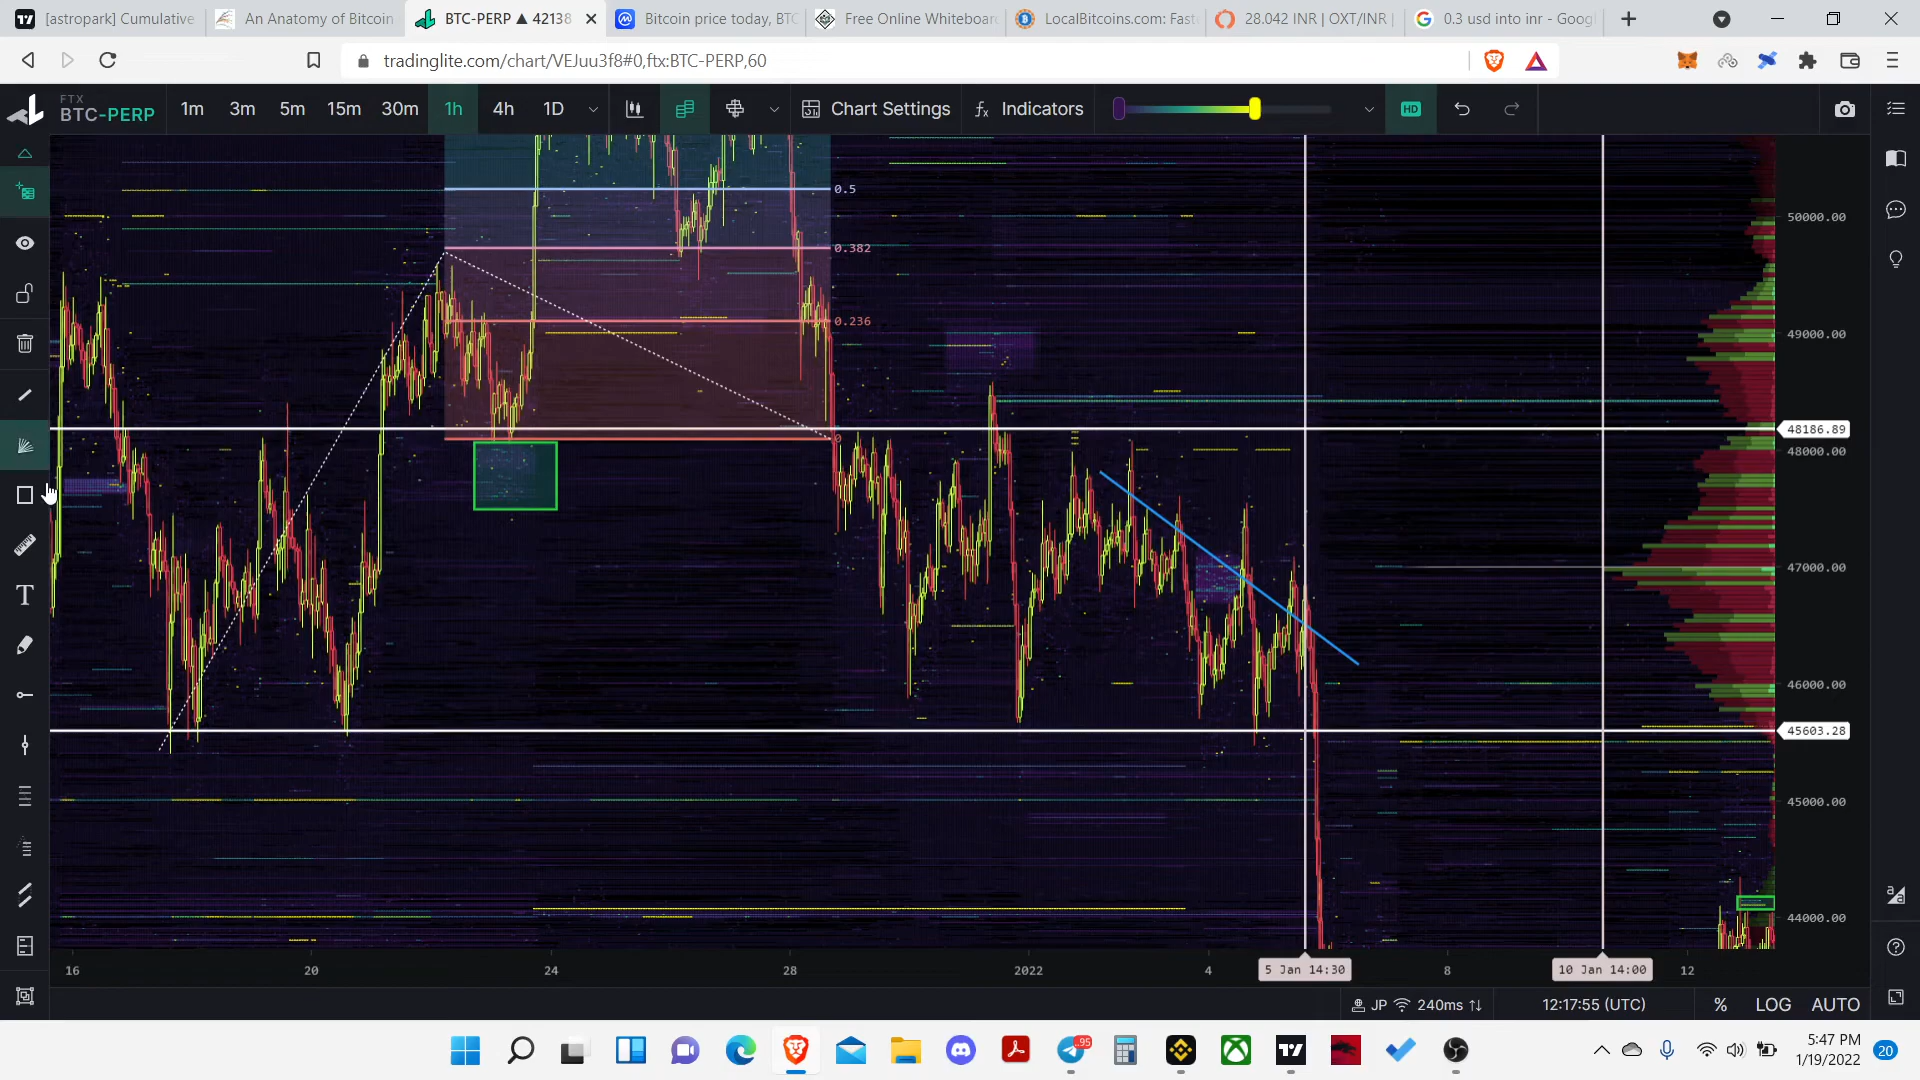 [astropark] Cumulative
An Anatomy of Bitcoin
BTC-PERP ▲ 42138
Bitcoin price today, BTC
Free Online Whiteboard
LocalBitcoins.com: Faste
28.042 INR | OXT/INR |
0.3 usd into inr - Goog
tradinglite.com/chart/VEJuu3f8#0,ftx:BTC-PERP,60
FTX
BTC-PERP
1m
3m
5m
15m
30m
1h
4h
1D
Chart Settings
fx Indicators
HD
0.5
0.382
0.236
0
50000.00
49000.00
48186.89
48000.00
47000.00
46000.00
45603.28
45000.00
44000.00
T
16
20
24
28
2022
4
5 Jan 14:30
8
10 Jan 14:00
12
JP
240ms
12:17:55 (UTC)
%
LOG
AUTO
95
5:47 PM
1/19/2022
20